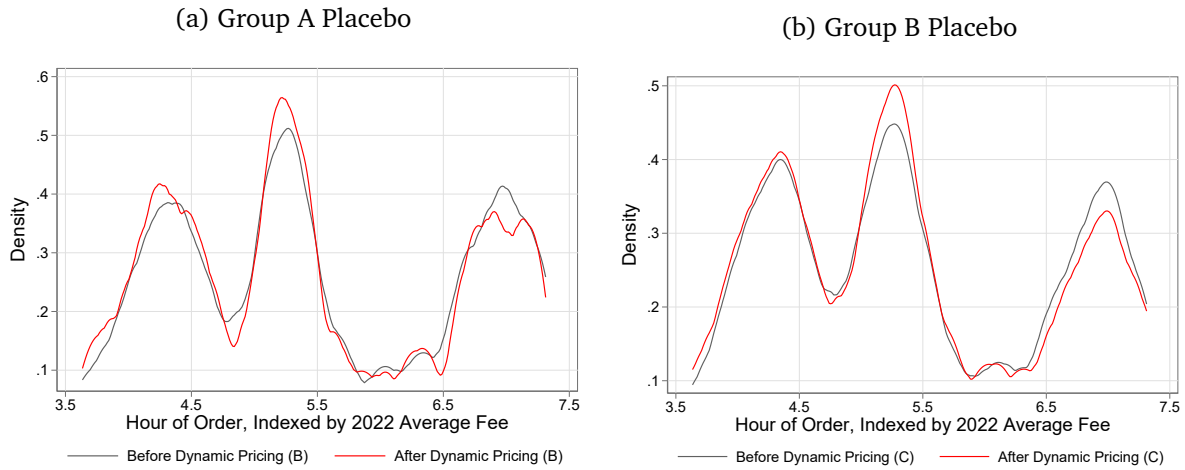 (a) Group A Placebo
.6
.5
.4
.3
.2
.1
Density
3.5 4.5 5.5 6.5 7.5
Hour of Order, Indexed by 2022 Average Fee
Before Dynamic Pricing (B) After Dynamic Pricing (B)
(b) Group B Placebo
.5
.4
.3
.2
.1
Density
3.5 4.5 5.5 6.5 7.5
Hour of Order, Indexed by 2022 Average Fee
Before Dynamic Pricing (C) After Dynamic Pricing (C)